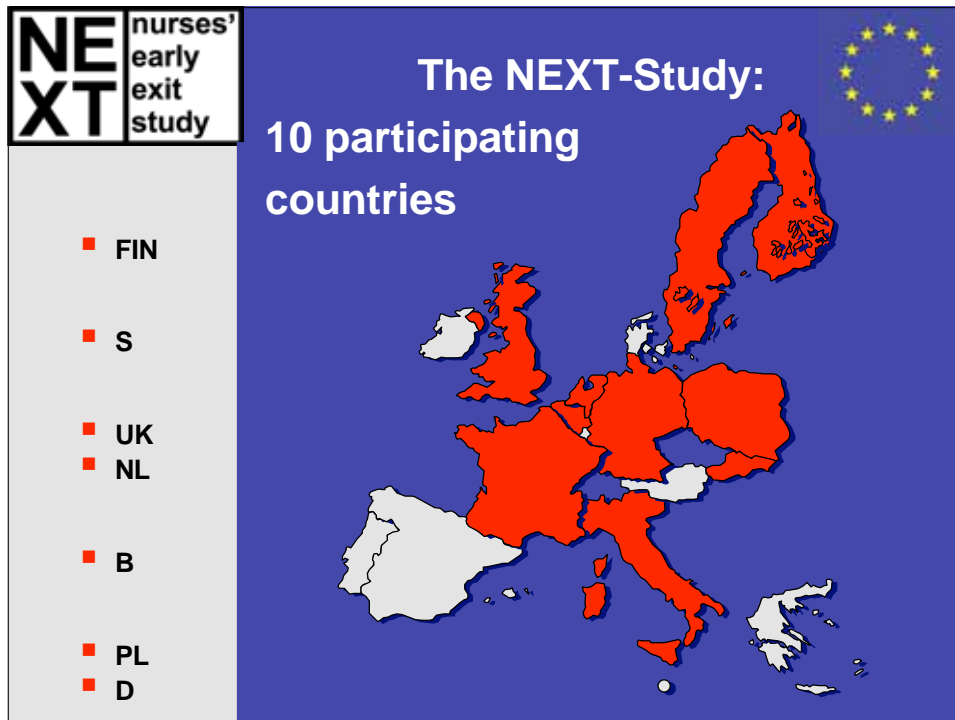 NE
XT
nurses'
early
exit
study
The NEXT-Study:
10 participating
countries
FIN
S
UK
NL
B
PL
D